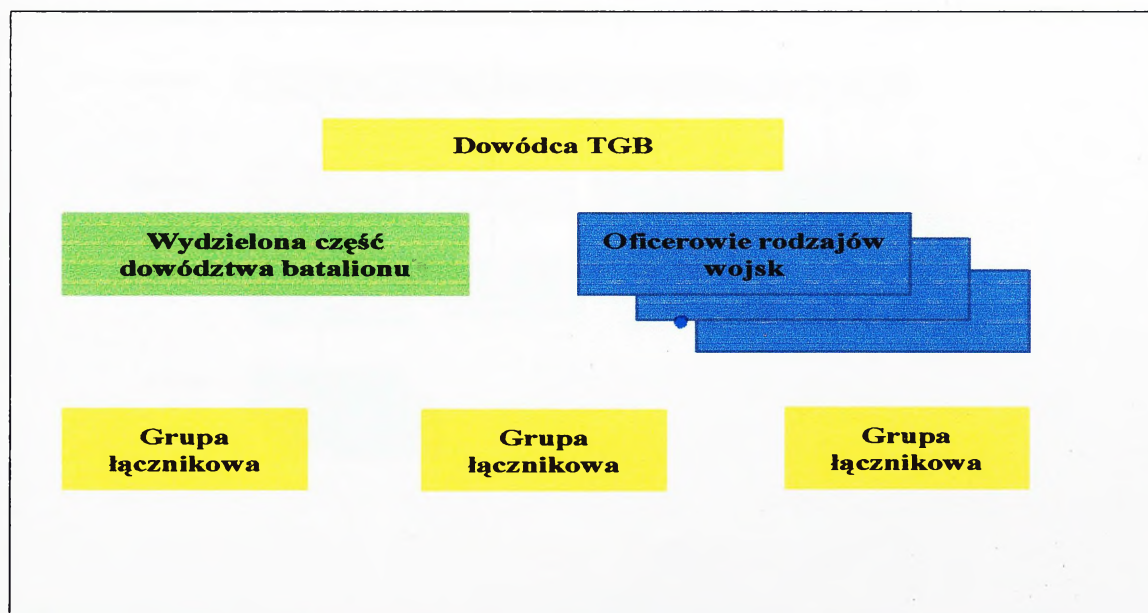 Dowódca TGB
Wydzielona część
dowództwa batalionu
Oficerowie rodzajów
wojsk
Grupa
łącznikowa
Grupa
łącznikowa
Grupa
łącznikowa